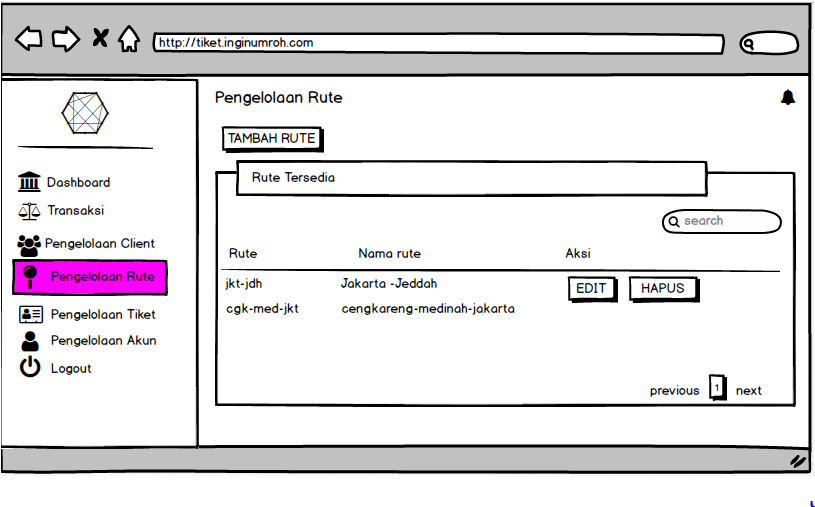 http://tiket.inginumroh.com
Pengelolaan Rute
TAMBAH RUTE
Dashboard
Transaksi
Pengelolaan Client
Pengelolaan Rute
Pengelolaan Tiket
Pengelolaan Akun
Logout
Rute Tersedia
search
Rute Nama rute Aksi
jkt-jdh Jakarta -Jeddah EDIT HAPUS
cgk-med-jkt cengkareng-medinah-jakarta
previous 1 next